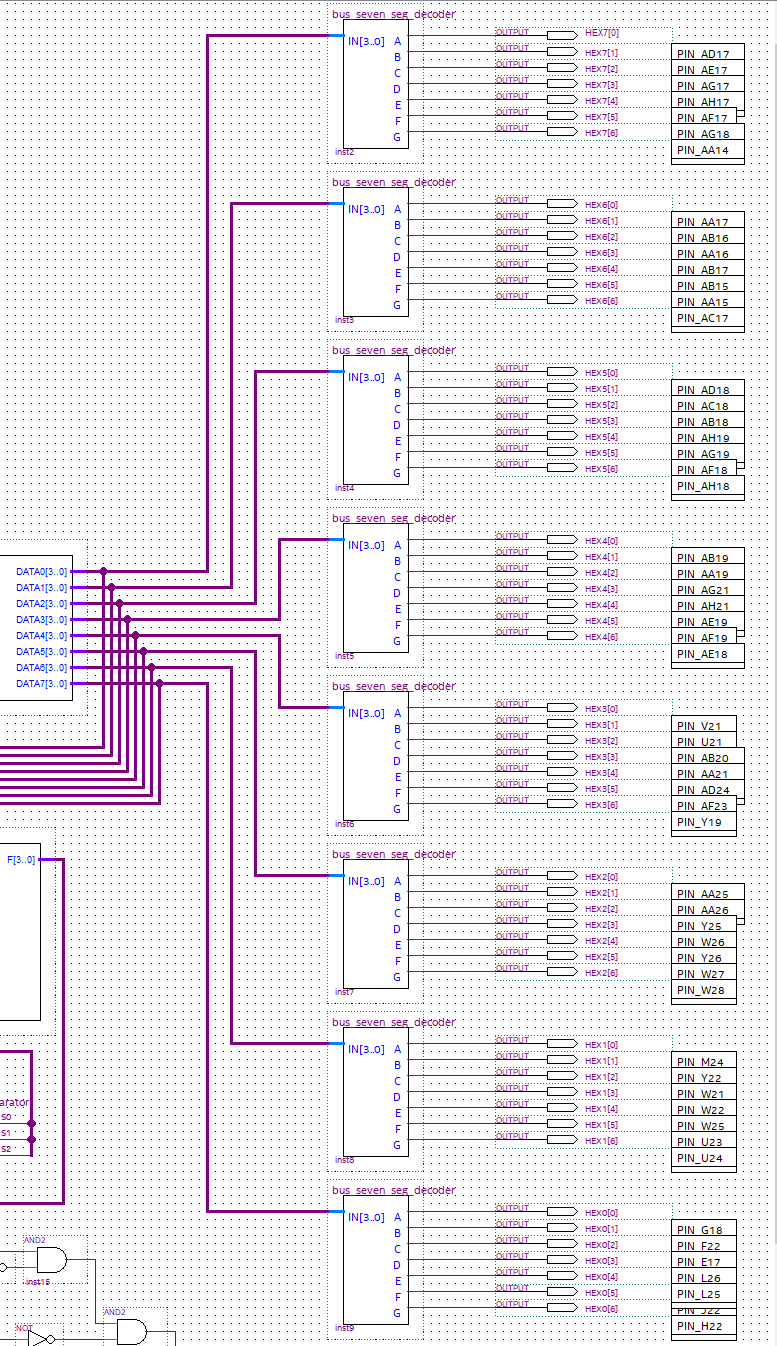 bus_seven_seg_decoder
IN[3..0] A
B
C
D
E
F
G
inst2
OUTPUT HEX7[0]
OUTPUT HEX7[1]
OUTPUT HEX7[2]
OUTPUT HEX7[3]
OUTPUT HEX7[4]
OUTPUT HEX7[5]
OUTPUT HEX7[6]
PIN_AD17
PIN_AE17
PIN_AG17
PIN_AH17
PIN_AF17
PIN_AG18
PIN_AA14
bus_seven_seg_decoder
IN[3..0] A
B
C
D
E
F
G
inst3
OUTPUT HEX6[0]
OUTPUT HEX6[1]
OUTPUT HEX6[2]
OUTPUT HEX6[3]
OUTPUT HEX6[4]
OUTPUT HEX6[5]
OUTPUT HEX6[6]
PIN_AA17
PIN_AB16
PIN_AA16
PIN_AB17
PIN_AB15
PIN_AA15
PIN_AC17
bus_seven_seg_decoder
IN[3..0] A
B
C
D
E
F
G
inst4
OUTPUT HEX5[0]
OUTPUT HEX5[1]
OUTPUT HEX5[2]
OUTPUT HEX5[3]
OUTPUT HEX5[4]
OUTPUT HEX5[5]
OUTPUT HEX5[6]
PIN_AD18
PIN_AC18
PIN_AB18
PIN_AH19
PIN_AG19
PIN_AF18
PIN_AH18
bus_seven_seg_decoder
IN[3..0] A
B
C
D
E
F
G
inst5
OUTPUT HEX4[0]
OUTPUT HEX4[1]
OUTPUT HEX4[2]
OUTPUT HEX4[3]
OUTPUT HEX4[4]
OUTPUT HEX4[5]
OUTPUT HEX4[6]
PIN_AB19
PIN_AA19
PIN_AG21
PIN_AH21
PIN_AE19
PIN_AF19
PIN_AE18
DATA0[3..0]
DATA1[3..0]
DATA2[3..0]
DATA3[3..0]
DATA4[3..0]
DATA5[3..0]
DATA6[3..0]
DATA7[3..0]
bus_seven_seg_decoder
IN[3..0] A
B
C
D
E
F
G
inst6
OUTPUT HEX3[0]
OUTPUT HEX3[1]
OUTPUT HEX3[2]
OUTPUT HEX3[3]
OUTPUT HEX3[4]
OUTPUT HEX3[5]
OUTPUT HEX3[6]
PIN_V21
PIN_U21
PIN_AB20
PIN_AA21
PIN_AD24
PIN_AF23
PIN_Y19
F[3..0]
bus_seven_seg_decoder
IN[3..0] A
B
C
D
E
F
G
inst7
OUTPUT HEX2[0]
OUTPUT HEX2[1]
OUTPUT HEX2[2]
OUTPUT HEX2[3]
OUTPUT HEX2[4]
OUTPUT HEX2[5]
OUTPUT HEX2[6]
PIN_AA25
PIN_AA26
PIN_Y25
PIN_W26
PIN_Y26
PIN_W27
PIN_W28
bus_seven_seg_decoder
IN[3..0] A
B
C
D
E
F
G
inst8
OUTPUT HEX1[0]
OUTPUT HEX1[1]
OUTPUT HEX1[2]
OUTPUT HEX1[3]
OUTPUT HEX1[4]
OUTPUT HEX1[5]
OUTPUT HEX1[6]
PIN_M24
PIN_Y22
PIN_W21
PIN_W22
PIN_W25
PIN_U23
PIN_U24
arator
S0
S1
S2
bus_seven_seg_decoder
IN[3..0] A
B
C
D
E
F
G
inst9
OUTPUT HEX0[0]
OUTPUT HEX0[1]
OUTPUT HEX0[2]
OUTPUT HEX0[3]
OUTPUT HEX0[4]
OUTPUT HEX0[5]
OUTPUT HEX0[6]
PIN_G18
PIN_F22
PIN_E17
PIN_L26
PIN_L25
PIN_J22
PIN_H22
AND2
inst15
AND2
NOT